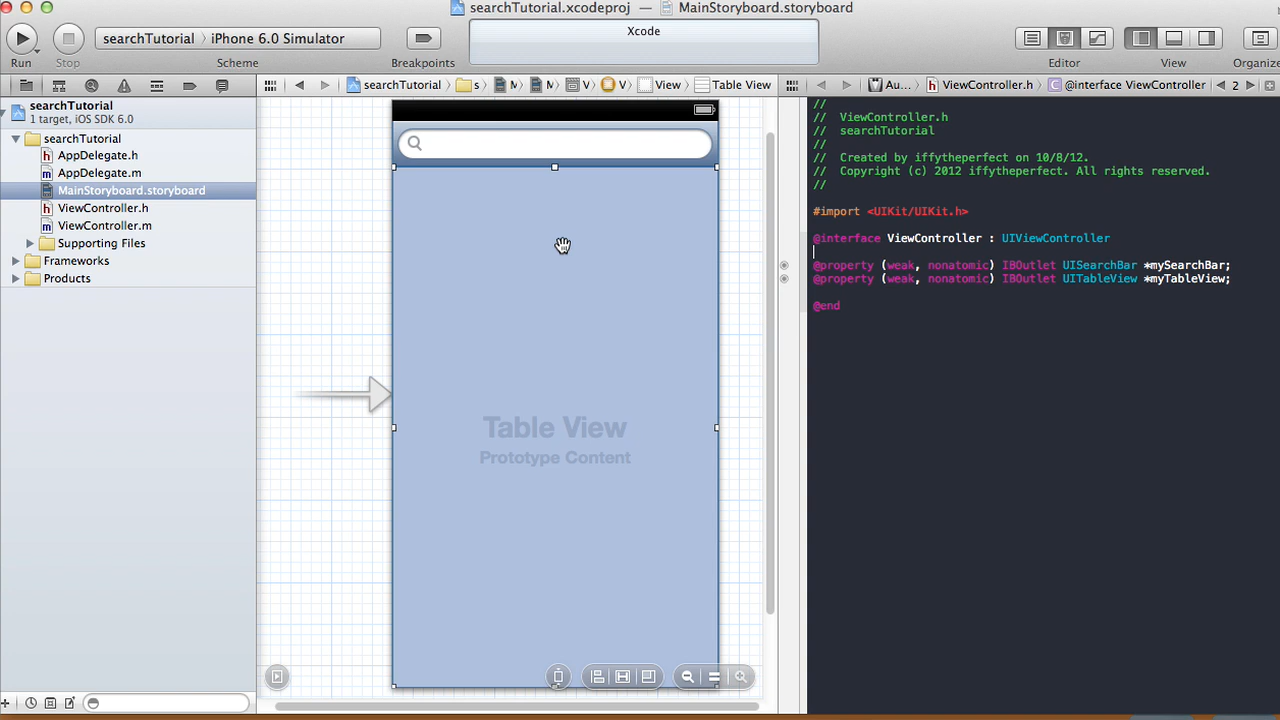 searchTutorial.xcodeproj 〉 MainStoryboard.storyboard
Xcode
searchTutorial 〉 iPhone 6.0 Simulator
Run
Stop
Scheme
Breakpoints
Editor
View
Organize
searchTutorial
s
M
M
V
V
View
Table View
Au...
ViewController.h
@interface ViewController
2
searchTutorial
1 target, iOS SDK 6.0
searchTutorial
AppDelegate.h
AppDelegate.m
MainStoryboard.storyboard
ViewController.h
ViewController.m
Supporting Files
Frameworks
Products
Table View
Prototype Content
//
//  ViewController.h
//  searchTutorial
//
//  Created by iffytheperfect on 10/8/12.
//  Copyright (c) 2012 iffytheperfect. All rights reserved.
//
#import <UIKit/UIKit.h>
@interface ViewController : UIViewController
@property (weak, nonatomic) IBOutlet UISearchBar *mySearchBar;
@property (weak, nonatomic) IBOutlet UITableView *myTableView;
@end